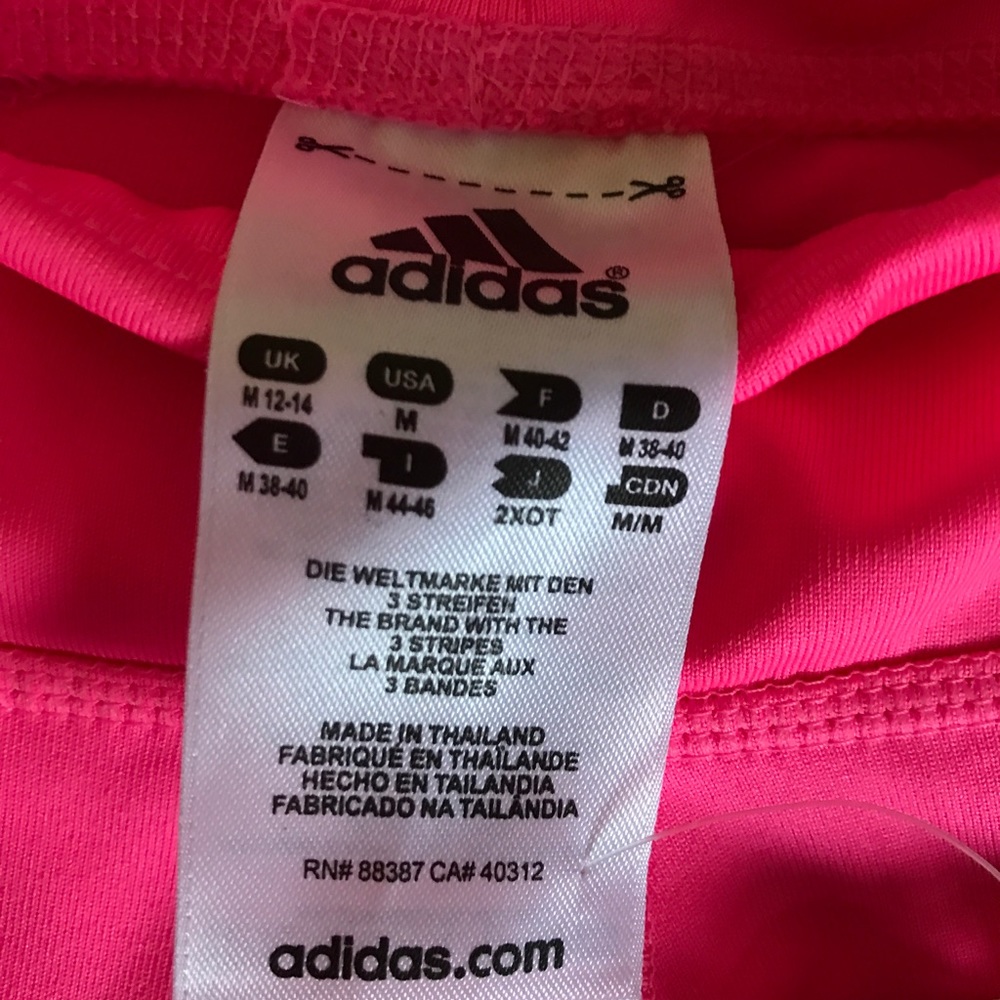 adidas®
UK USA F D
M 12-14 M M 40-42 M 38-40
E I J CDN
M 38-40 M 44-46 2XOT M/M
DIE WELTMARKE MIT DEN
3 STREIFEN
THE BRAND WITH THE
3 STRIPES
LA MARQUE AUX
3 BANDES
MADE IN THAILAND
FABRIQUÉ EN THAÏLANDE
HECHO EN TAILANDIA
FABRICADO NA TAILÂNDIA
RN# 88387 CA# 40312
adidas.com